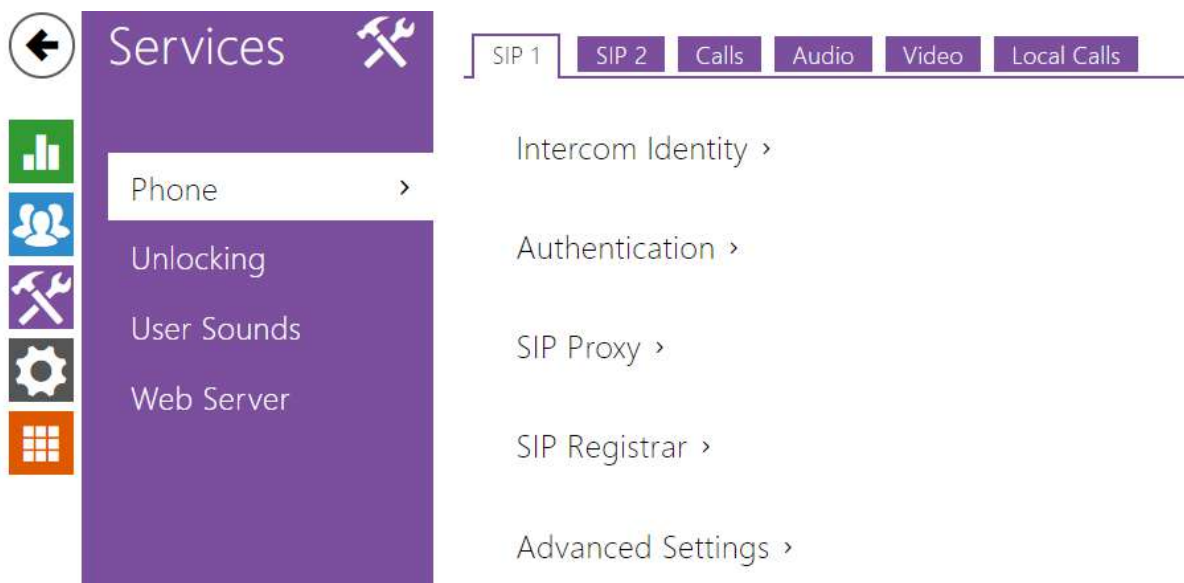 Services
Phone
Unlocking
User Sounds
Web Server
SIP 1
SIP 2
Calls
Audio
Video
Local Calls
Intercom Identity
Authentication
SIP Proxy
SIP Registrar
Advanced Settings